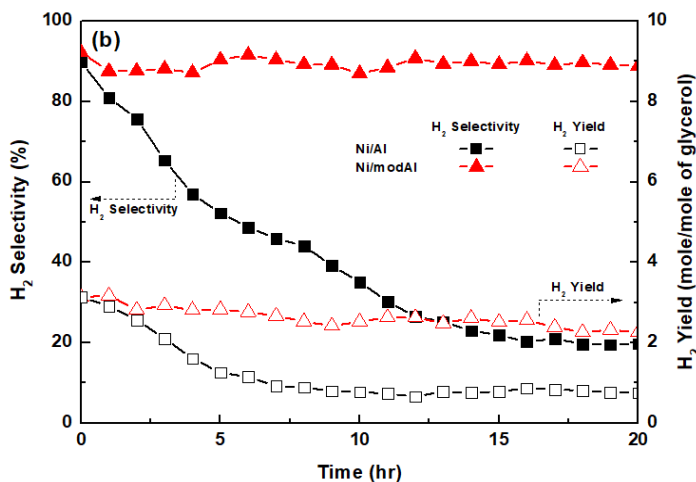 (b)
H2 Selectivity H2 Yield
Ni/Al
Ni/modAl
H2 Selectivity
H2 Yield
100
80
60
40
20
0
10
8
6
4
2
0
0 5 10 15 20
Time (hr)
H2 Selectivity (%)
H2 Yield (mole/mole of glycerol)